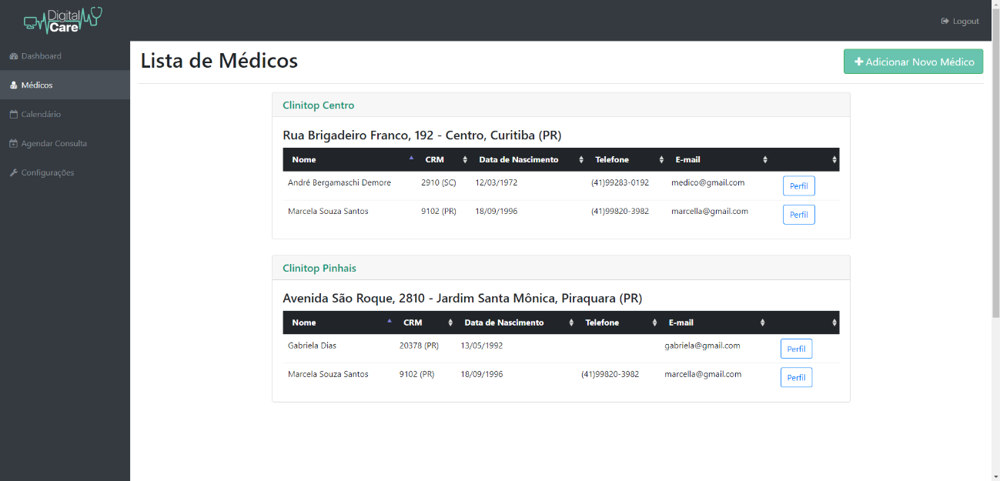 Digital
Care
Logout
Dashboard
Médicos
Calendário
Agendar Consulta
Configurações
Lista de Médicos
Adicionar Novo Médico
Clinitop Centro
Rua Brigadeiro Franco, 192 - Centro, Curitiba (PR)
Nome CRM Data de Nascimento Telefone E-mail
André Bergamaschi Demore 2910 (SC) 12/03/1972 (41)99283-0192 medico@gmail.com Perfil
Marcela Souza Santos 9102 (PR) 18/09/1996 (41)99820-3982 marcella@gmail.com Perfil
Clinitop Pinhais
Avenida São Roque, 2810 - Jardim Santa Mônica, Piraquara (PR)
Nome CRM Data de Nascimento Telefone E-mail
Gabriela Dias 20378 (PR) 13/05/1992 gabriela@gmail.com Perfil
Marcela Souza Santos 9102 (PR) 18/09/1996 (41)99820-3982 marcella@gmail.com Perfil